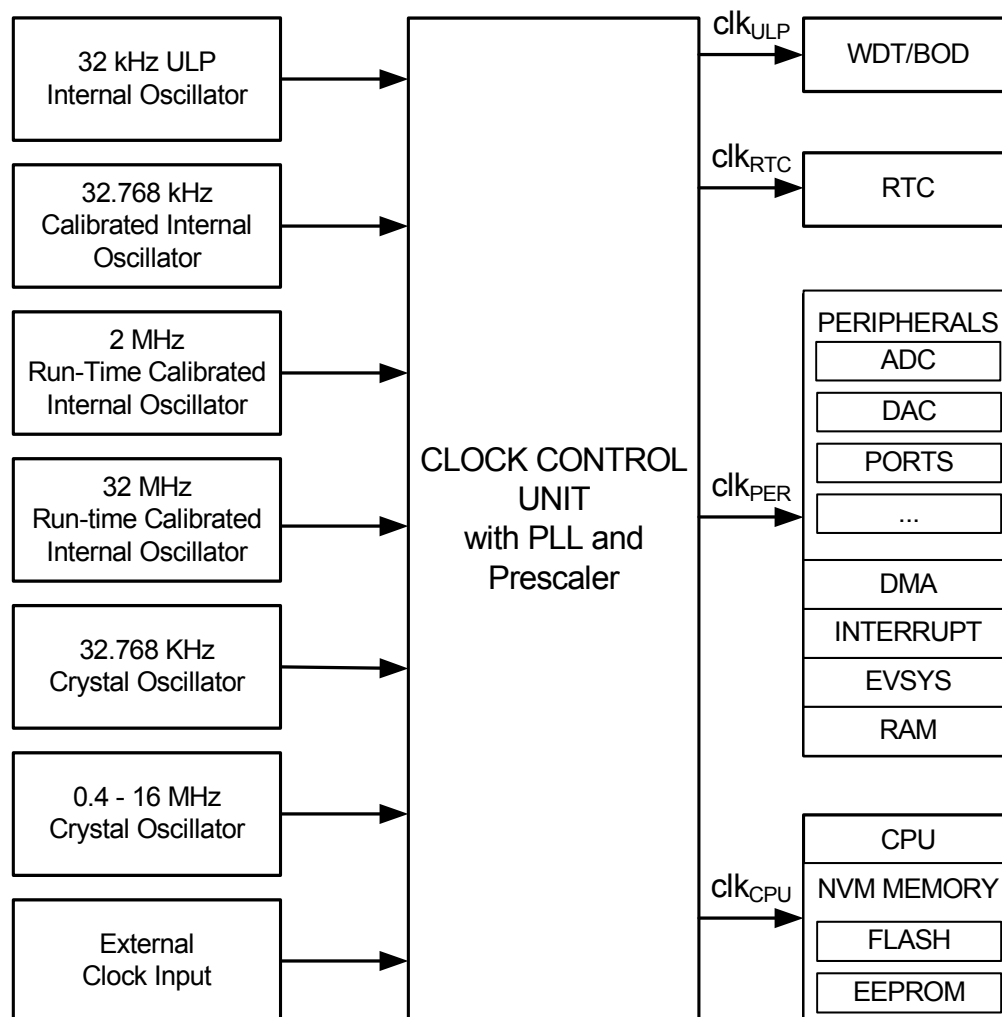 32 kHz ULP
Internal Oscillator
32.768 kHz
Calibrated Internal
Oscillator
2 MHz
Run-Time Calibrated
Internal Oscillator
32 MHz
Run-time Calibrated
Internal Oscillator
32.768 KHz
Crystal Oscillator
0.4 - 16 MHz
Crystal Oscillator
External
Clock Input
CLOCK CONTROL
UNIT
with PLL and
Prescaler
clkULP
WDT/BOD
clkRTC
RTC
clkPER
PERIPHERALS
ADC
DAC
PORTS
...
DMA
INTERRUPT
EVSYS
RAM
clkCPU
CPU
NVM MEMORY
FLASH
EEPROM